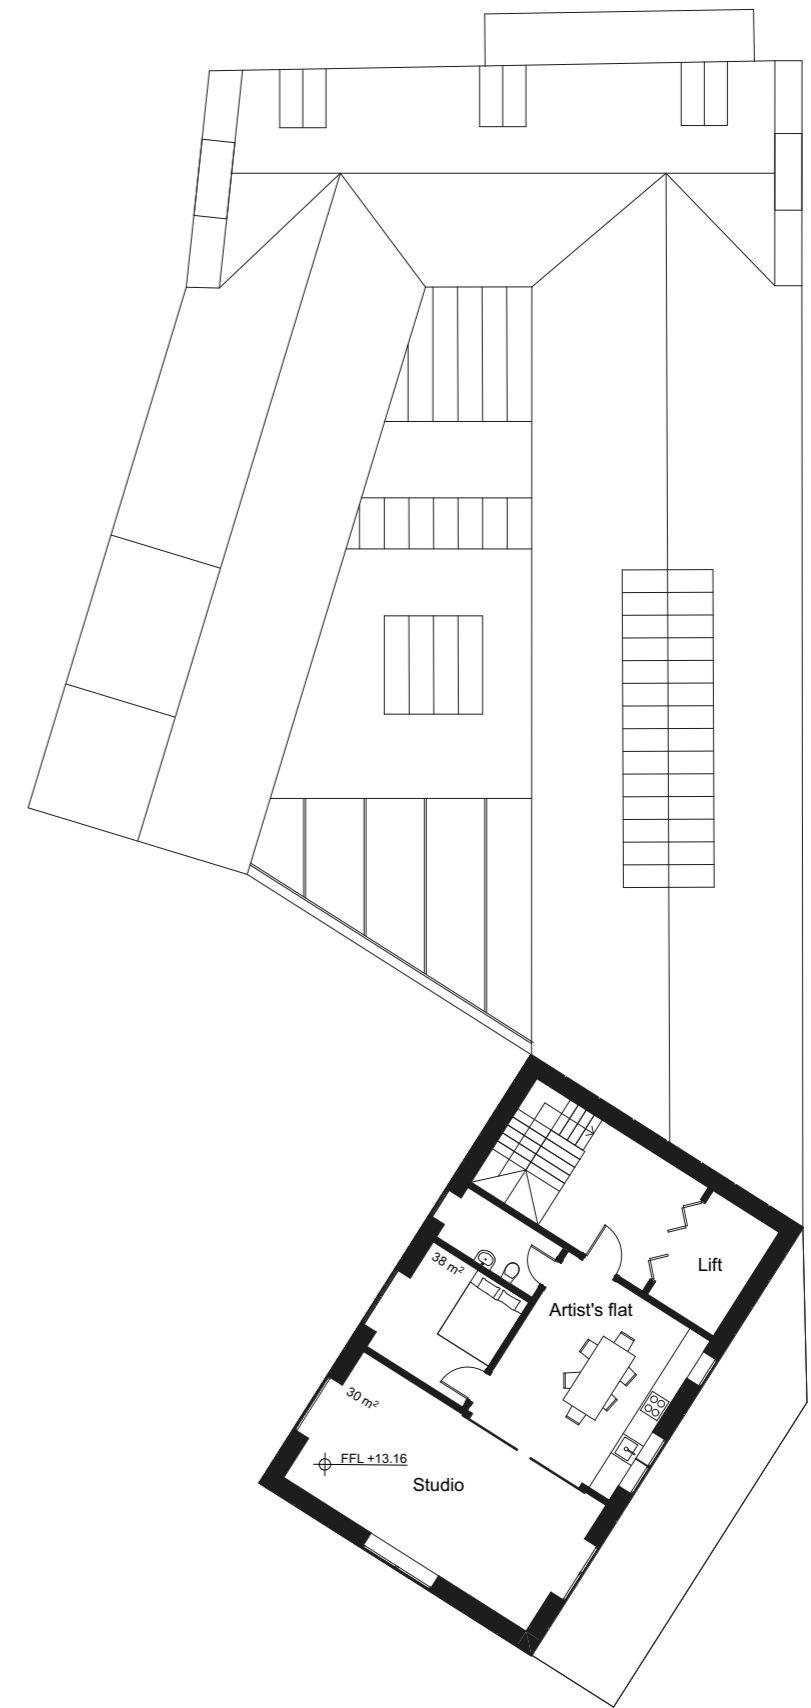 Lift
38 m²
Artist's flat
30 m²
FFL +13.16
Studio